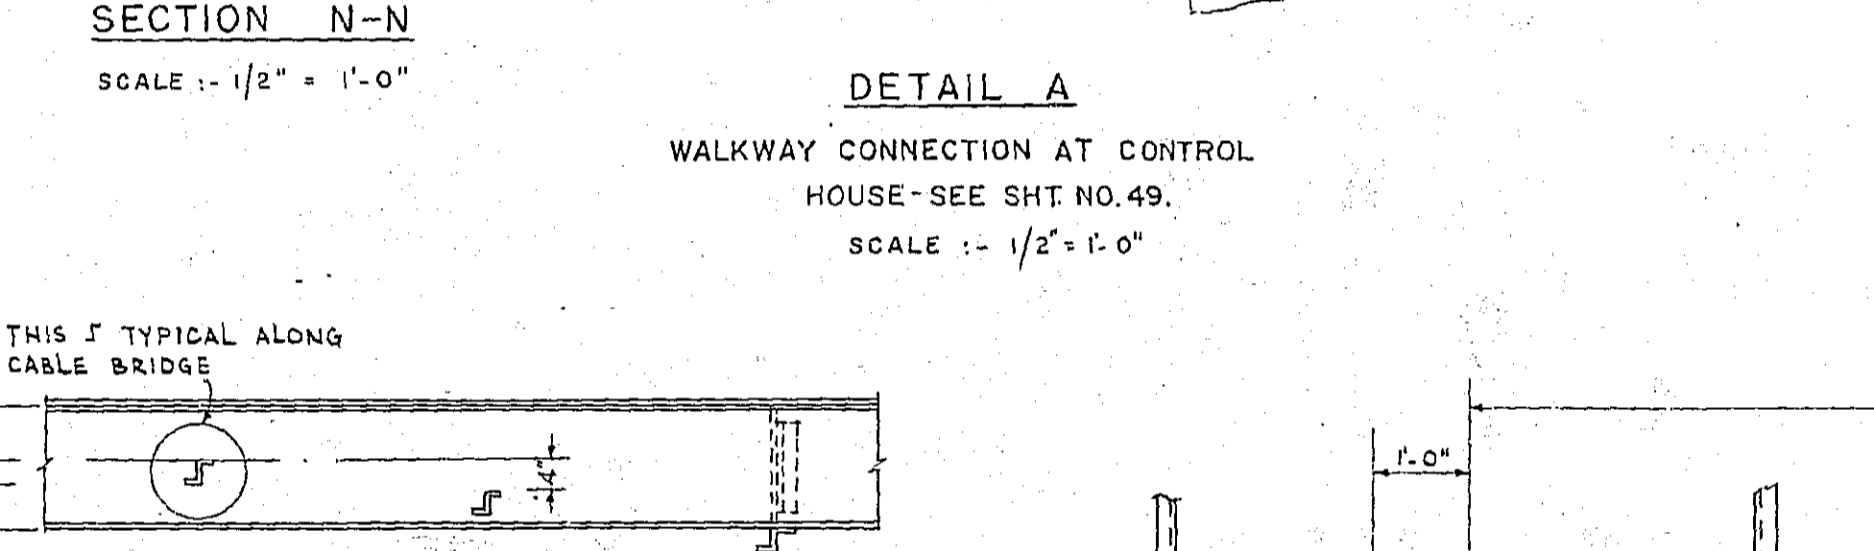 SECTION N-N
SCALE :- 1/2" = 1'-0"
DETAIL A
WALKWAY CONNECTION AT CONTROL
HOUSE-SEE SHT. NO. 49.
SCALE :- 1/2" = 1'-0"
THIS TYPICAL ALONG
CABLE BRIDGE
4"
1'-0"